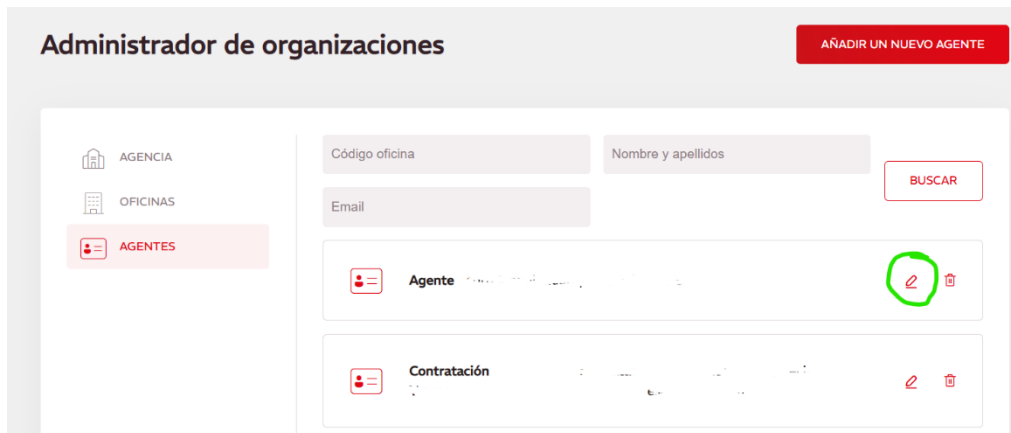 Administrador de organizaciones
AÑADIR UN NUEVO AGENTE
AGENCIA
OFICINAS
AGENTES
Código oficina
Nombre y apellidos
Email
BUSCAR
Agente
Contratación